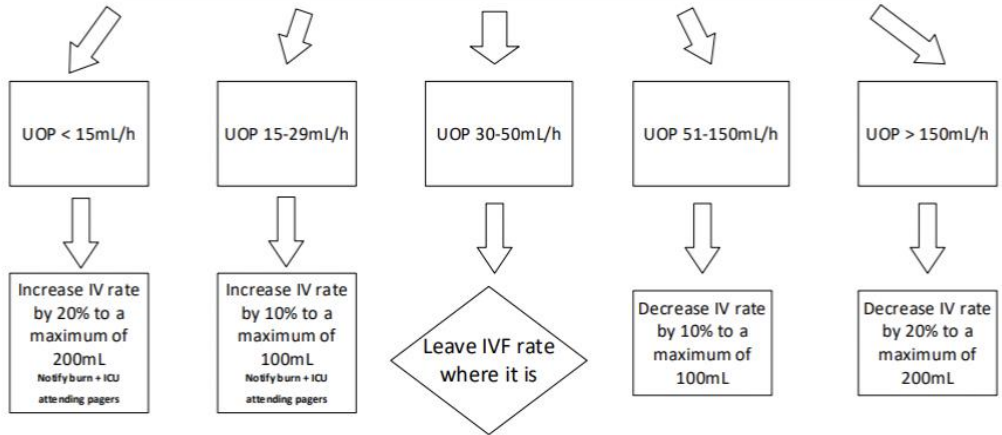 UOP < 15mL/h
UOP 15-29mL/h
UOP 30-50mL/h
UOP 51-150mL/h
UOP > 150mL/h
Increase IV rate
by 20% to a
maximum of
200mL
Notify burn + ICU
attending pagers
Increase IV rate
by 10% to a
maximum of
100mL
Notify burn + ICU
attending pagers
Leave IVF rate
where it is
Decrease IV rate
by 10% to a
maximum of
100mL
Decrease IV rate
by 20% to a
maximum of
200mL